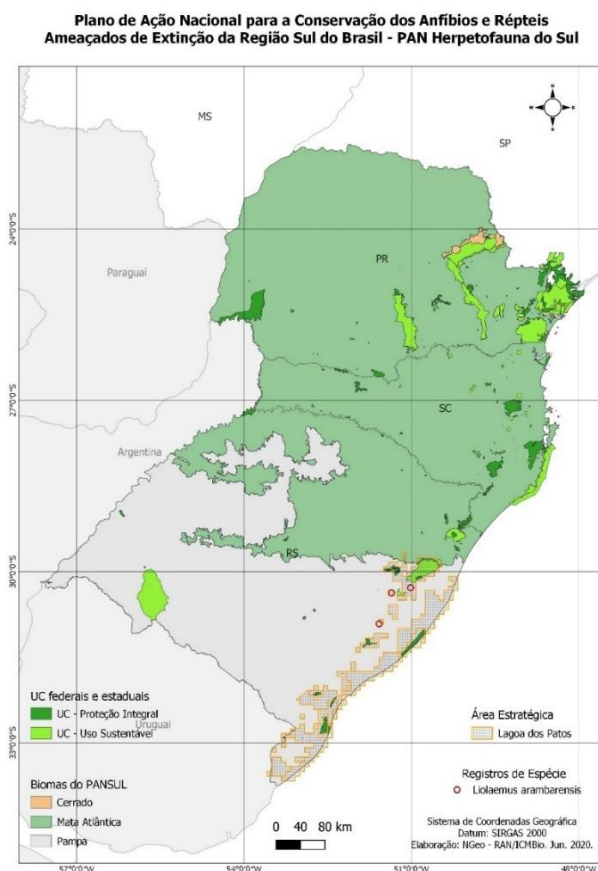 Plano de Ação Nacional para a Conservação dos Anfíbios e Répteis
Ameaçados de Extinção da Região Sul do Brasil - PAN Herpetofauna do Sul
MS
SP
N
W
E
S
24°0'0"S
PR
Paraguai
27°0'0"S
SC
Argentina
30°0'0"S
RS
UC federais e estaduais
UC - Proteção Integral
UC - Uso Sustentável
Uruguai
33°0'0"S
Área Estratégica
Lagoa dos Patos
Biomas do PANSUL
Cerrado
Mata Atlântica
Pampa
Registros de Espécie
Liolaemus arambarensis
0 40 80 km
Sistema de Coordenadas Geográfica
Datum: SIRGAS 2000
Elaboração: NGeo - RAN/ICMBio. Jun. 2020.
57°0'0"W
54°0'0"W
51°0'0"W
48°0'0"W